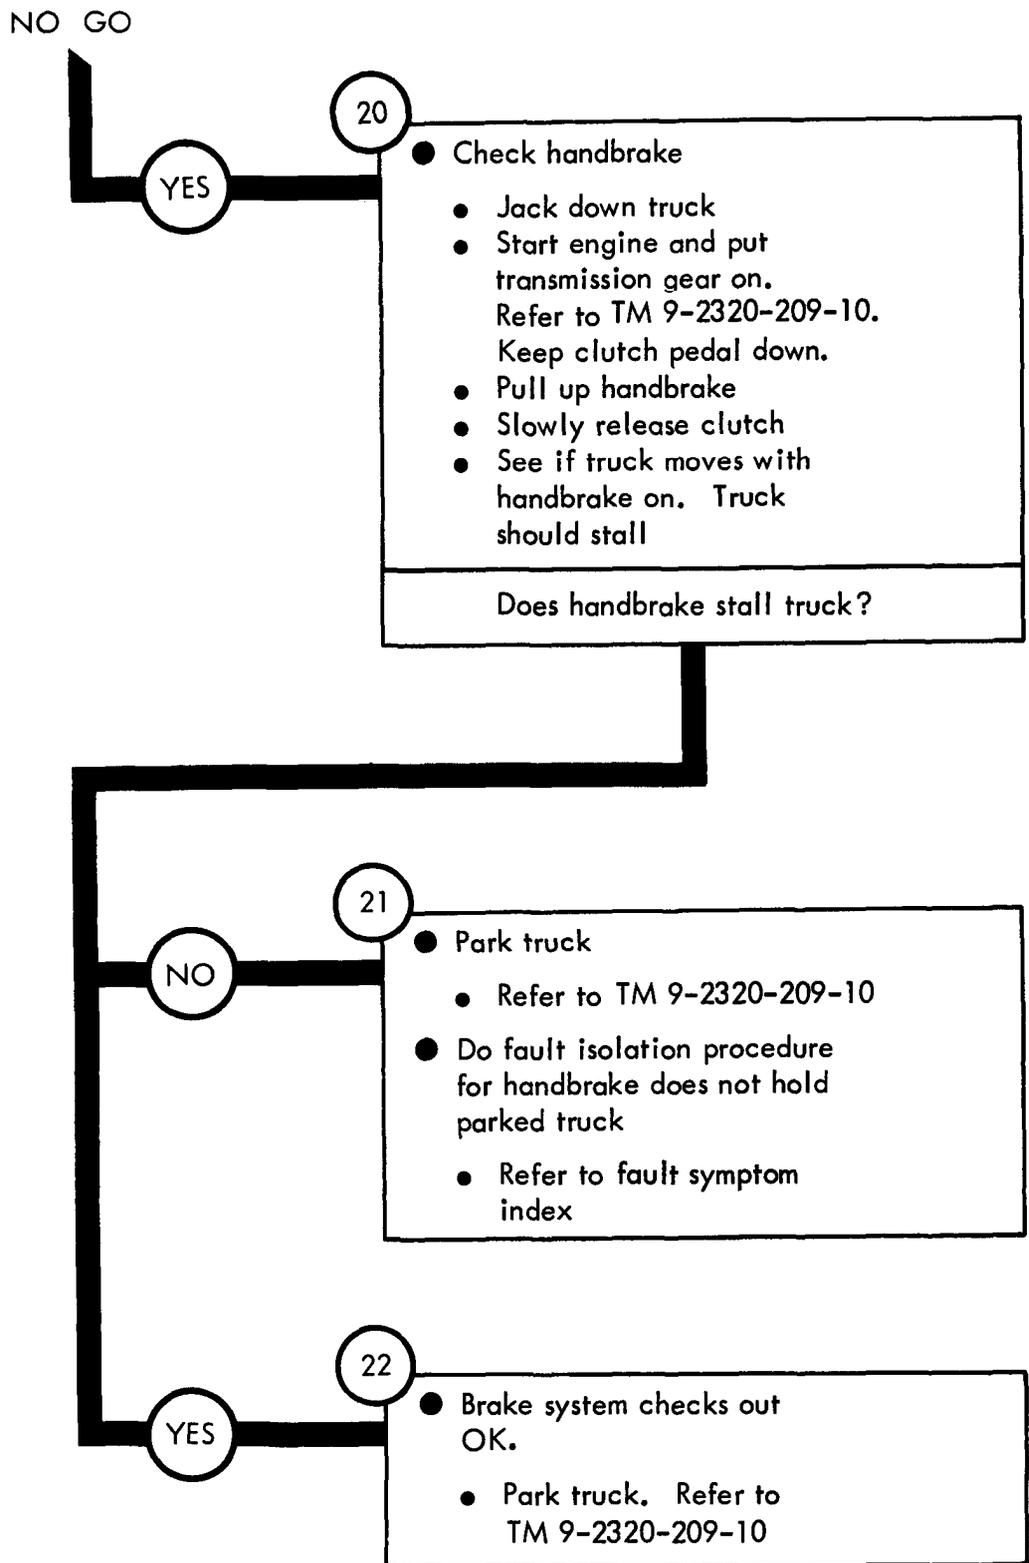 NO GO
20
● Check handbrake
● Jack down truck
● Start engine and put
transmission gear on.
Refer to TM 9-2320-209-10.
Keep clutch pedal down.
● Pull up handbrake
● Slowly release clutch
● See if truck moves with
handbrake on. Truck
should stall
YES
Does handbrake stall truck?
21
● Park truck
NO
● Refer to TM 9-2320-209-10
● Do fault isolation procedure
for handbrake does not hold
parked truck
● Refer to fault symptom
index
22
● Brake system checks out
OK.
YES
● Park truck. Refer to
TM 9-2320-209-10